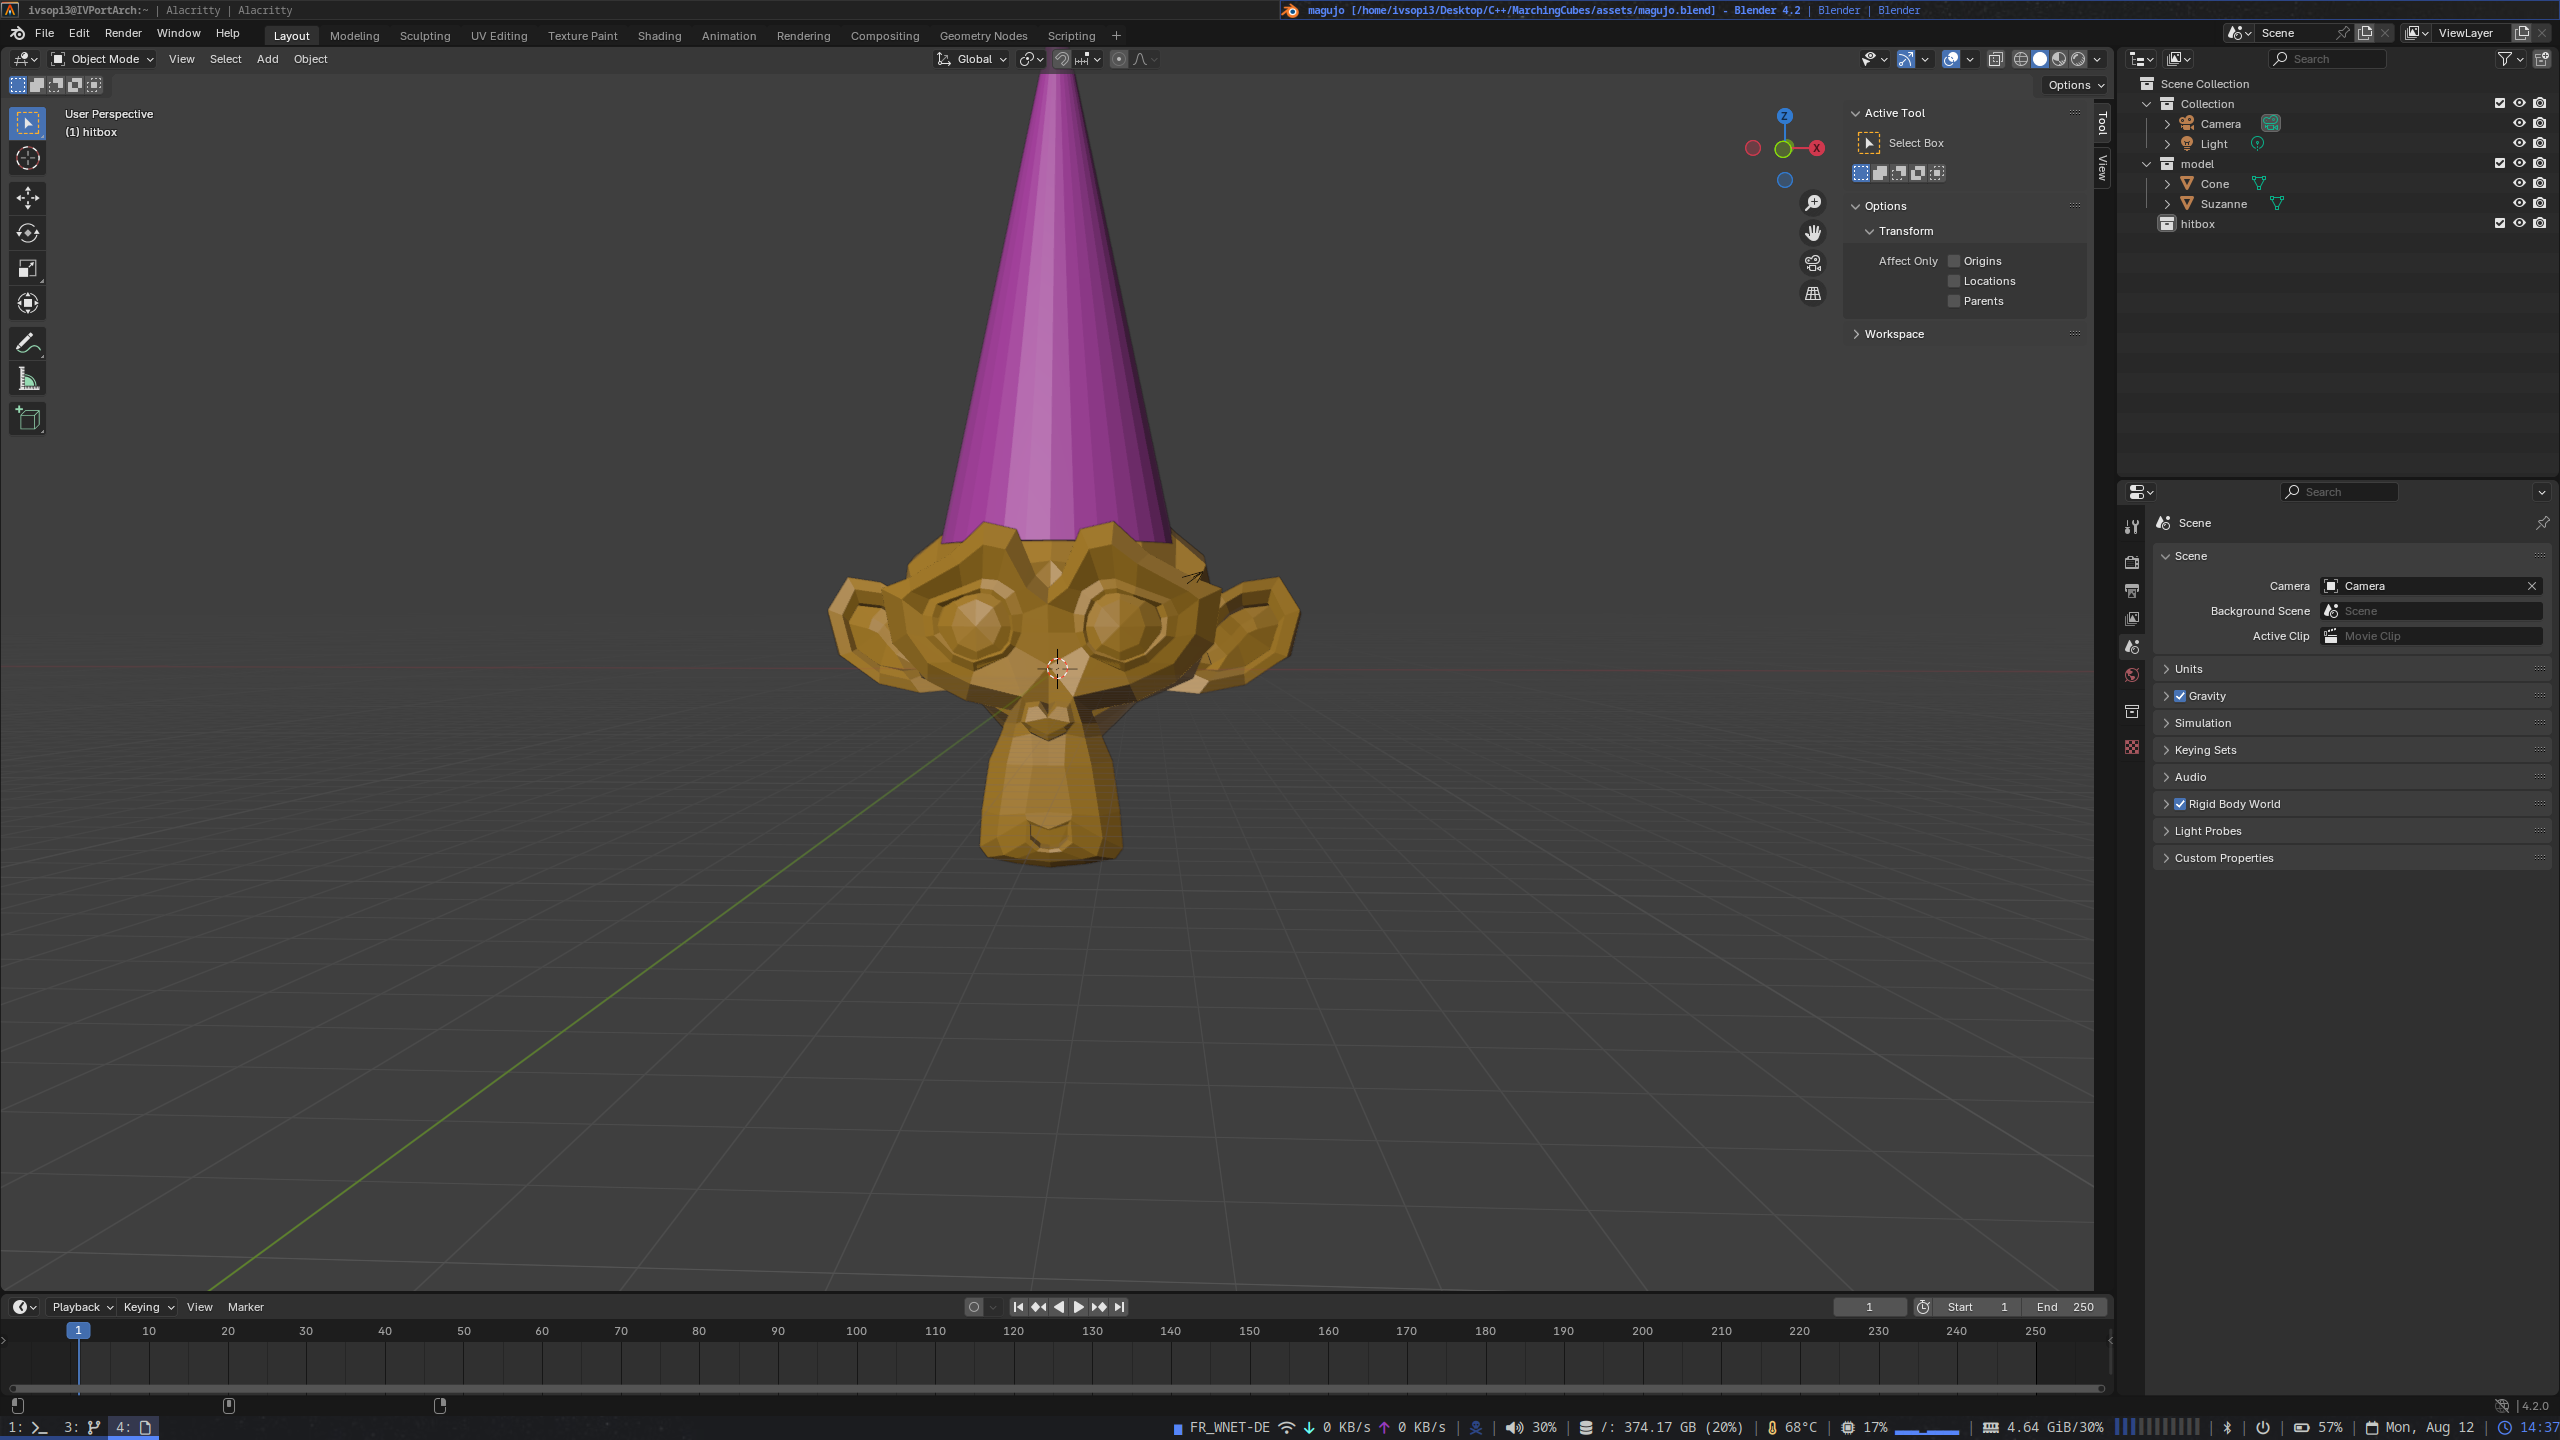 ivsopi3@IVPortArch:~ | Alacritty | Alacritty
magujo [/home/ivsopi3/Desktop/C++/MarchingCubes/assets/magujo.blend] - Blender 4.2 | Blender | Blender
File Edit Render Window Help
Layout Modeling Sculpting UV Editing Texture Paint Shading Animation Rendering Compositing Geometry Nodes Scripting +
Scene
ViewLayer
Object Mode View Select Add Object
Global
Options
Search
User Perspective
(1) hitbox
Z
X
Tool
View
Active Tool
Select Box
Options
Transform
Affect Only Origins
Locations
Parents
Workspace
Scene Collection
Collection
Camera
Light
model
Cone
Suzanne
hitbox
Search
Scene
Scene
Camera Camera
Background Scene Scene
Active Clip Movie Clip
Units
Gravity
Simulation
Keying Sets
Audio
Rigid Body World
Light Probes
Custom Properties
Playback Keying View Marker
1 Start 1 End 250
1 10 20 30 40 50 60 70 80 90 100 110 120 130 140 150 160 170 180 190 200 210 220 230 240 250
4.2.0
1: 3: 4:
FR_WNET-DE 0 KB/s 0 KB/s | 30% /: 374.17 GB (20%) | 68°C | 17% | 4.64 GiB/30% | | | 57% | Mon, Aug 12 | 14:37